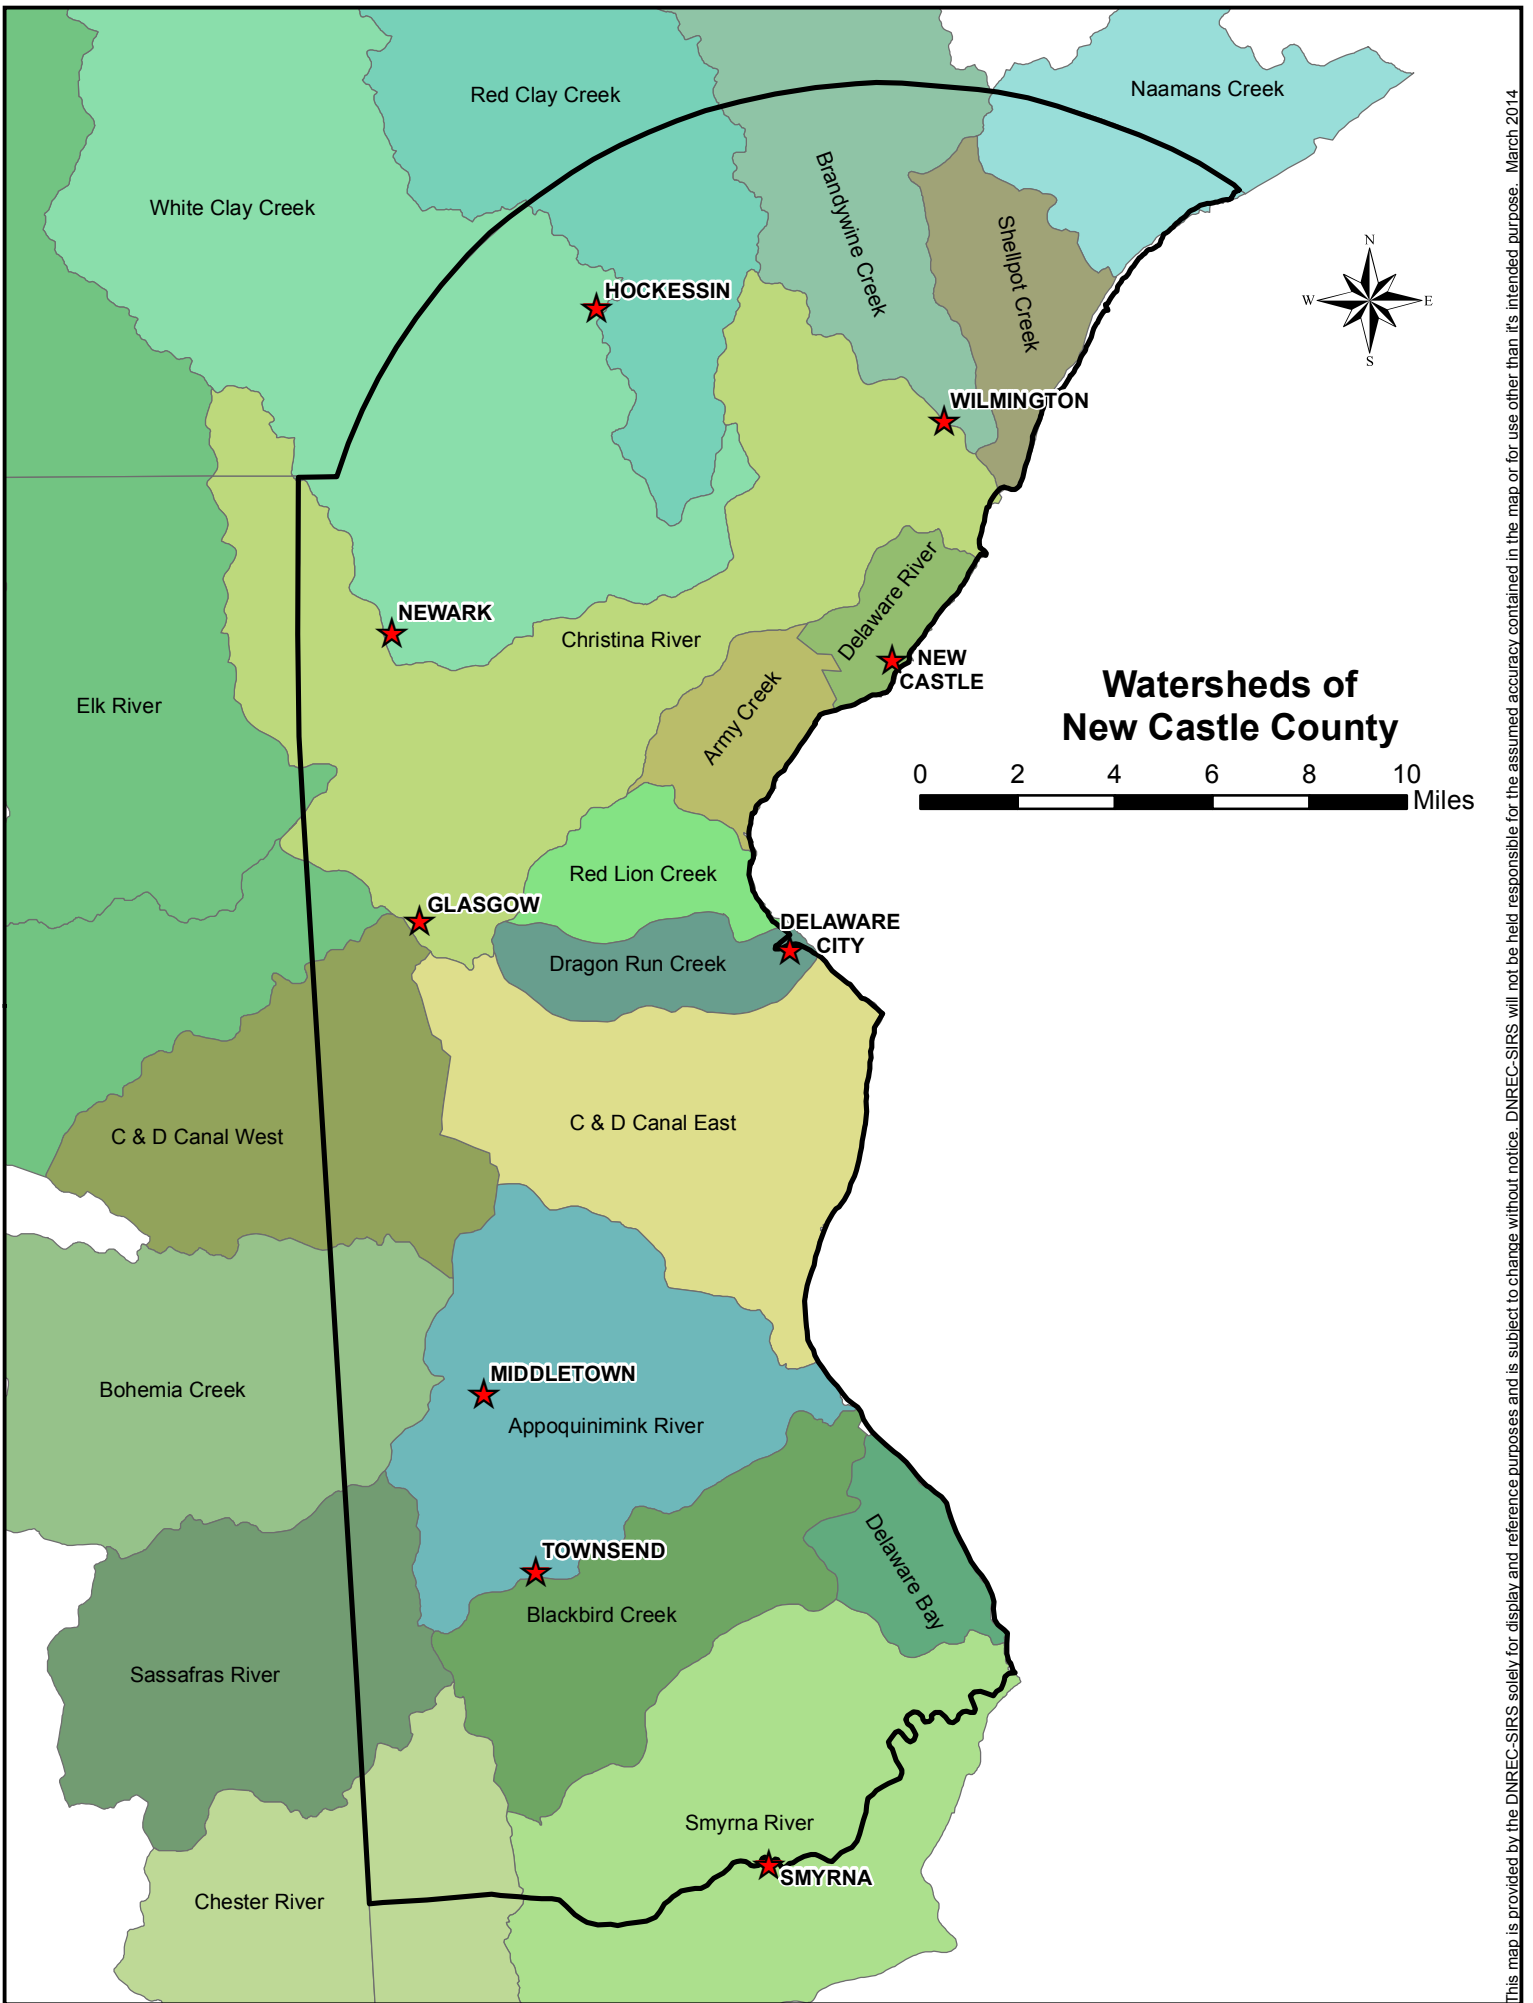 Red Clay Creek
Naamans Creek
White Clay Creek
Brandywine Creek
Shellpot Creek
N
W
E
S
HOCKESSIN
WILMINGTON
Delaware River
NEWARK
Christina River
NEW
CASTLE
Elk River
Army Creek
Watersheds of
New Castle County
0 2 4 6 8 10
Miles
Red Lion Creek
GLASGOW
DELAWARE
CITY
Dragon Run Creek
C & D Canal West
C & D Canal East
MIDDLETOWN
Bohemia Creek
Appoquinimink River
TOWNSEND
Delaware Bay
Blackbird Creek
Sassafras River
Smyrna River
SMYRNA
Chester River
This map is provided by the DNREC-SIRS solely for display and reference purposes and is subject to change without notice. DNREC-SIRS will not be held responsible for the assumed accuracy contained in the map or for use other than it's intended purpose. March 2014